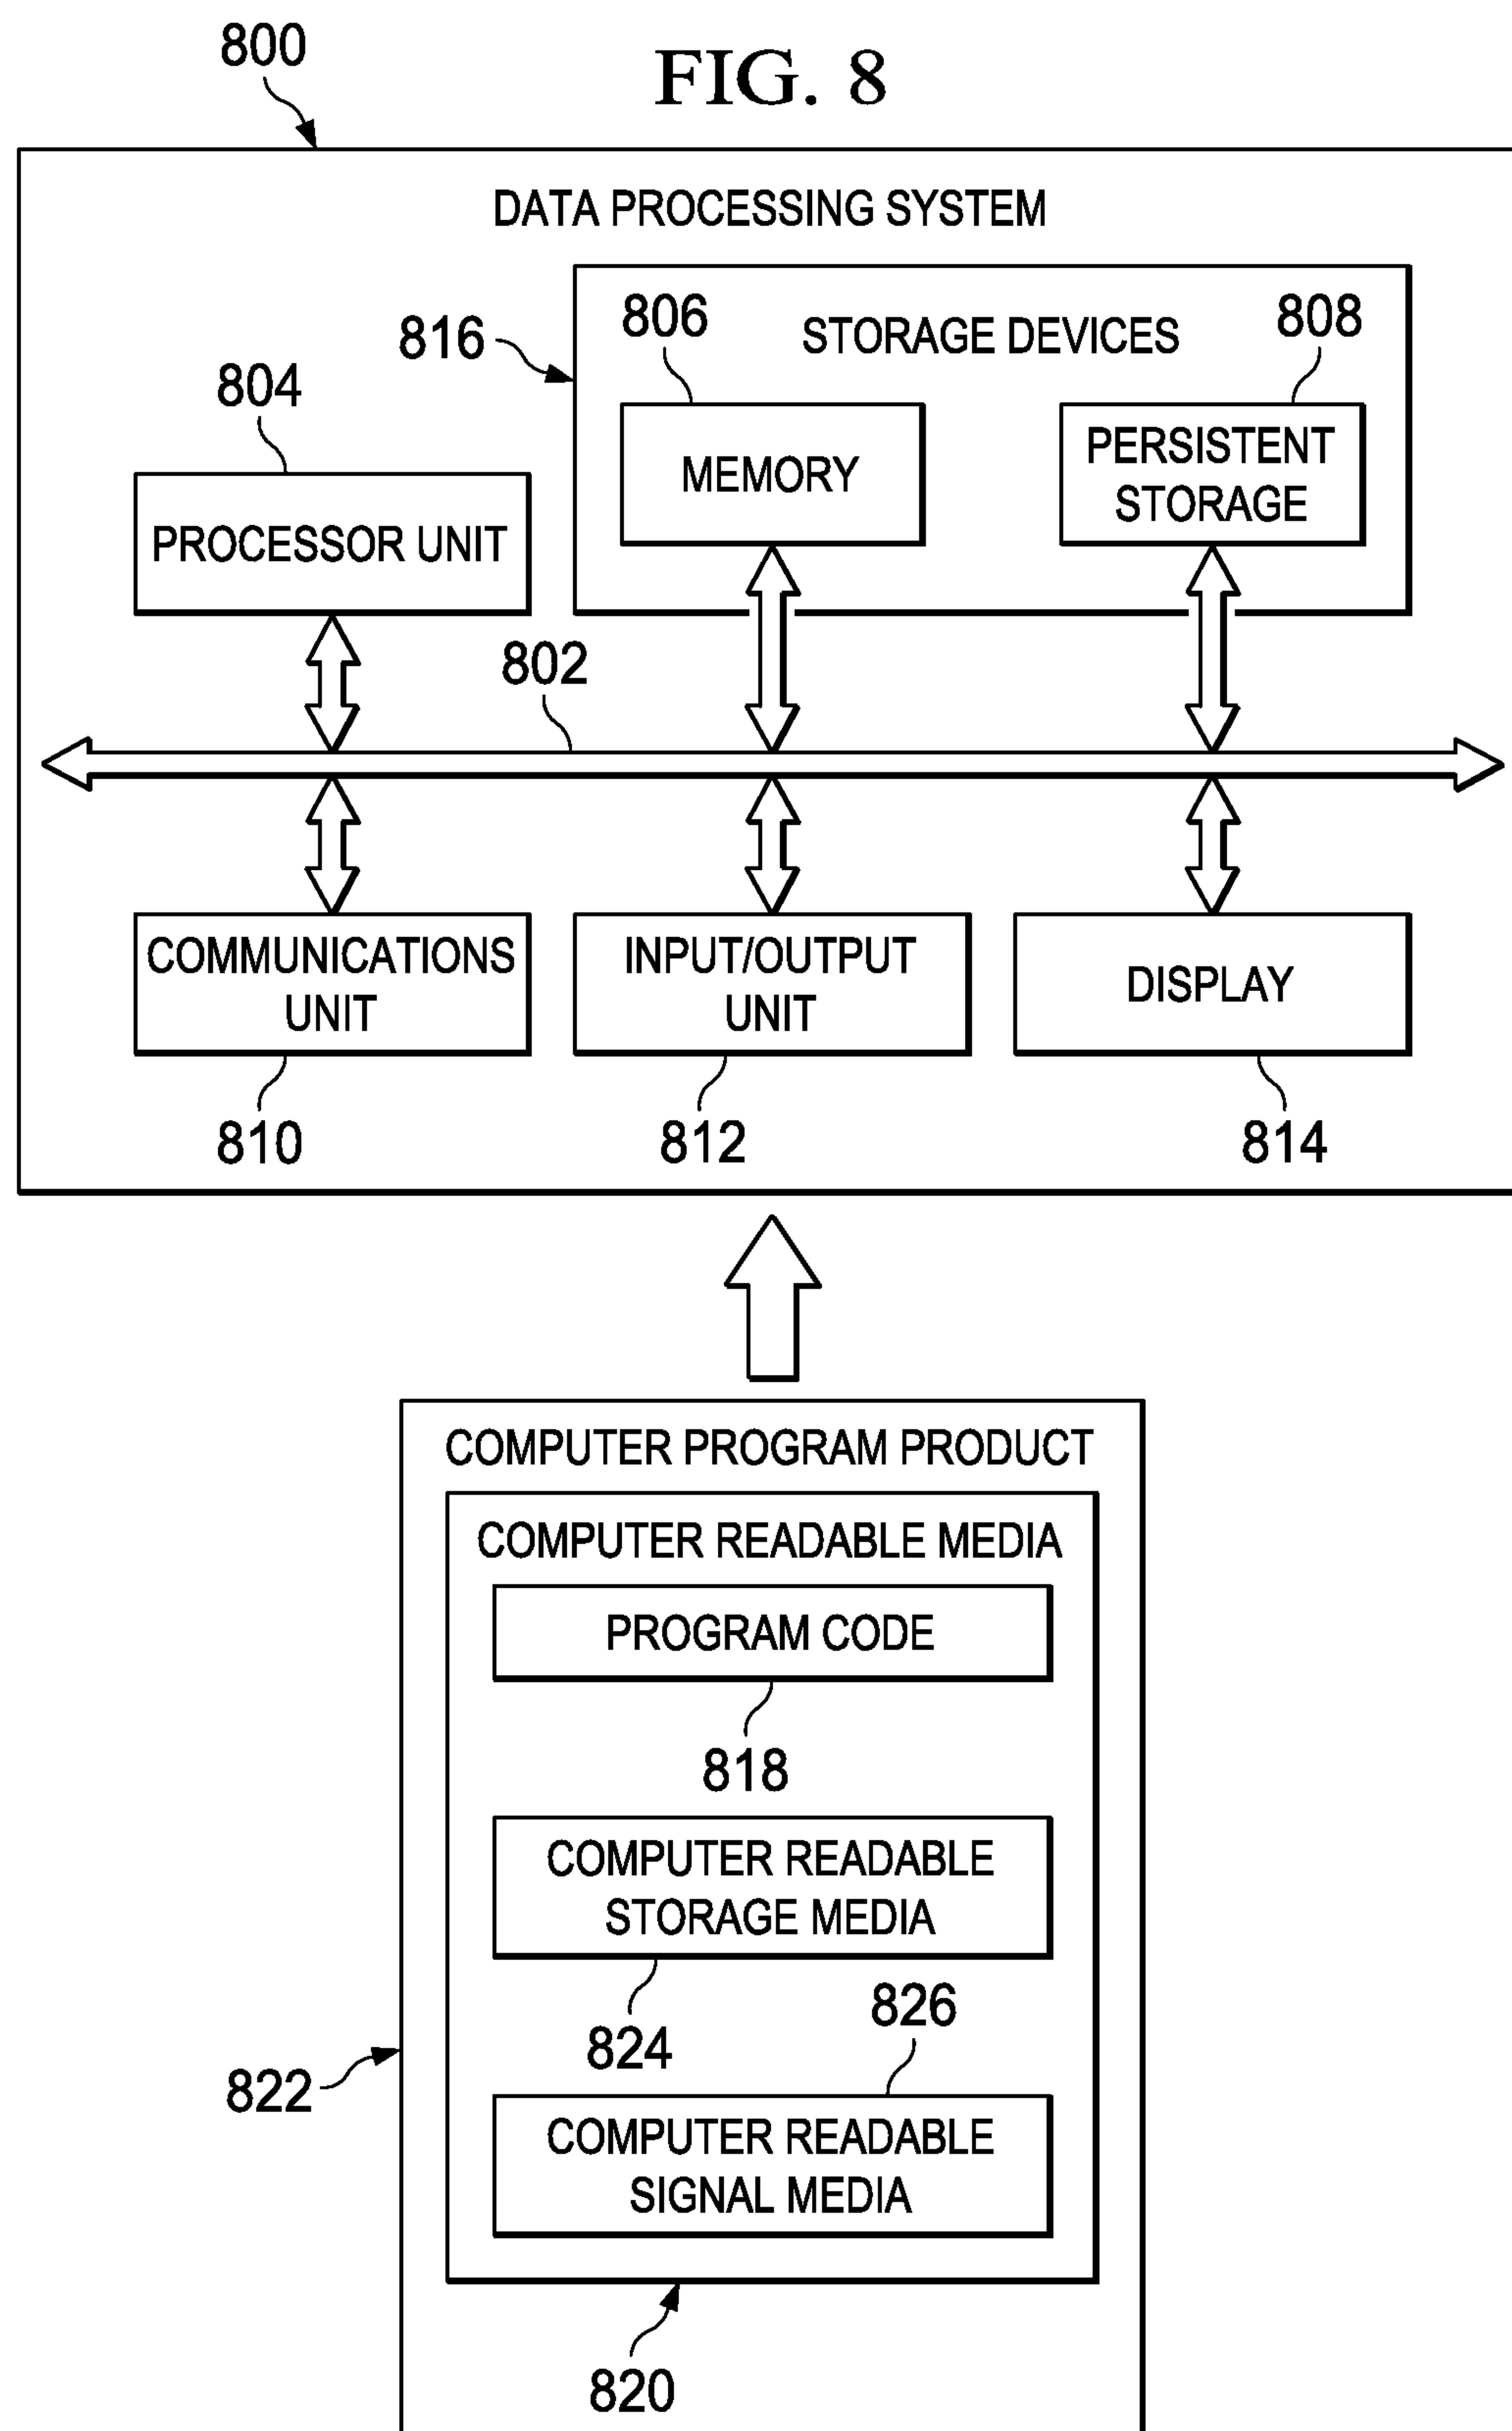 800
FIG. 8
DATA PROCESSING SYSTEM
816
806
STORAGE DEVICES
808
804
MEMORY
PERSISTENT
STORAGE
PROCESSOR UNIT
802
COMMUNICATIONS
UNIT
INPUT/OUTPUT
UNIT
DISPLAY
810
812
814
COMPUTER PROGRAM PRODUCT
COMPUTER READABLE MEDIA
PROGRAM CODE
818
COMPUTER READABLE
STORAGE MEDIA
824
826
822
COMPUTER READABLE
SIGNAL MEDIA
820